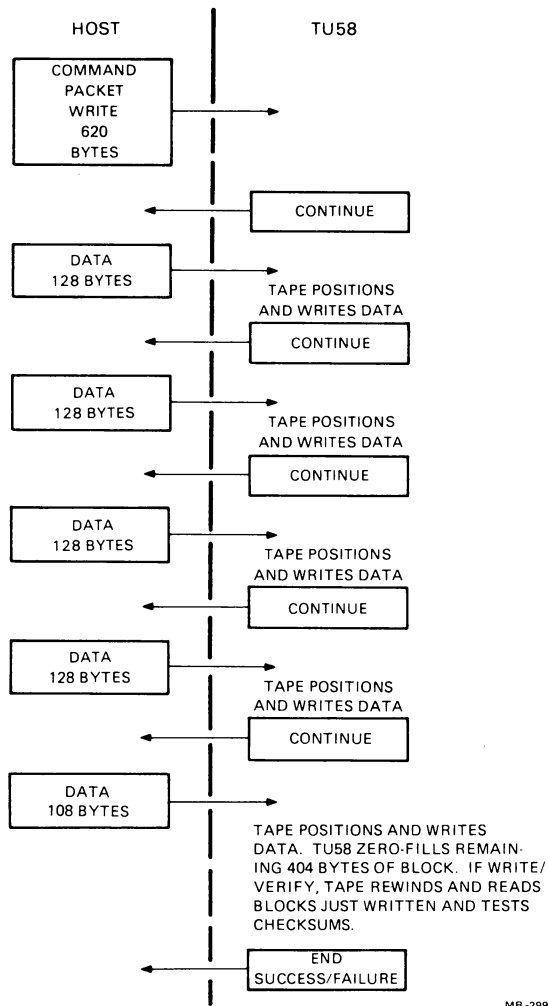 HOST
TU58
COMMAND
PACKET
WRITE
620
BYTES
CONTINUE
DATA
128 BYTES
TAPE POSITIONS
AND WRITES DATA
CONTINUE
DATA
128 BYTES
TAPE POSITIONS
AND WRITES DATA
CONTINUE
DATA
128 BYTES
TAPE POSITIONS
AND WRITES DATA
CONTINUE
DATA
128 BYTES
TAPE POSITIONS
AND WRITES DATA
CONTINUE
DATA
108 BYTES
TAPE POSITIONS AND WRITES
DATA. TU58 ZERO-FILLS REMAIN-
ING 404 BYTES OF BLOCK. IF WRITE/
VERIFY, TAPE REWINDS AND READS
BLOCKS JUST WRITTEN AND TESTS
CHECKSUMS.
END
SUCCESS/FAILURE